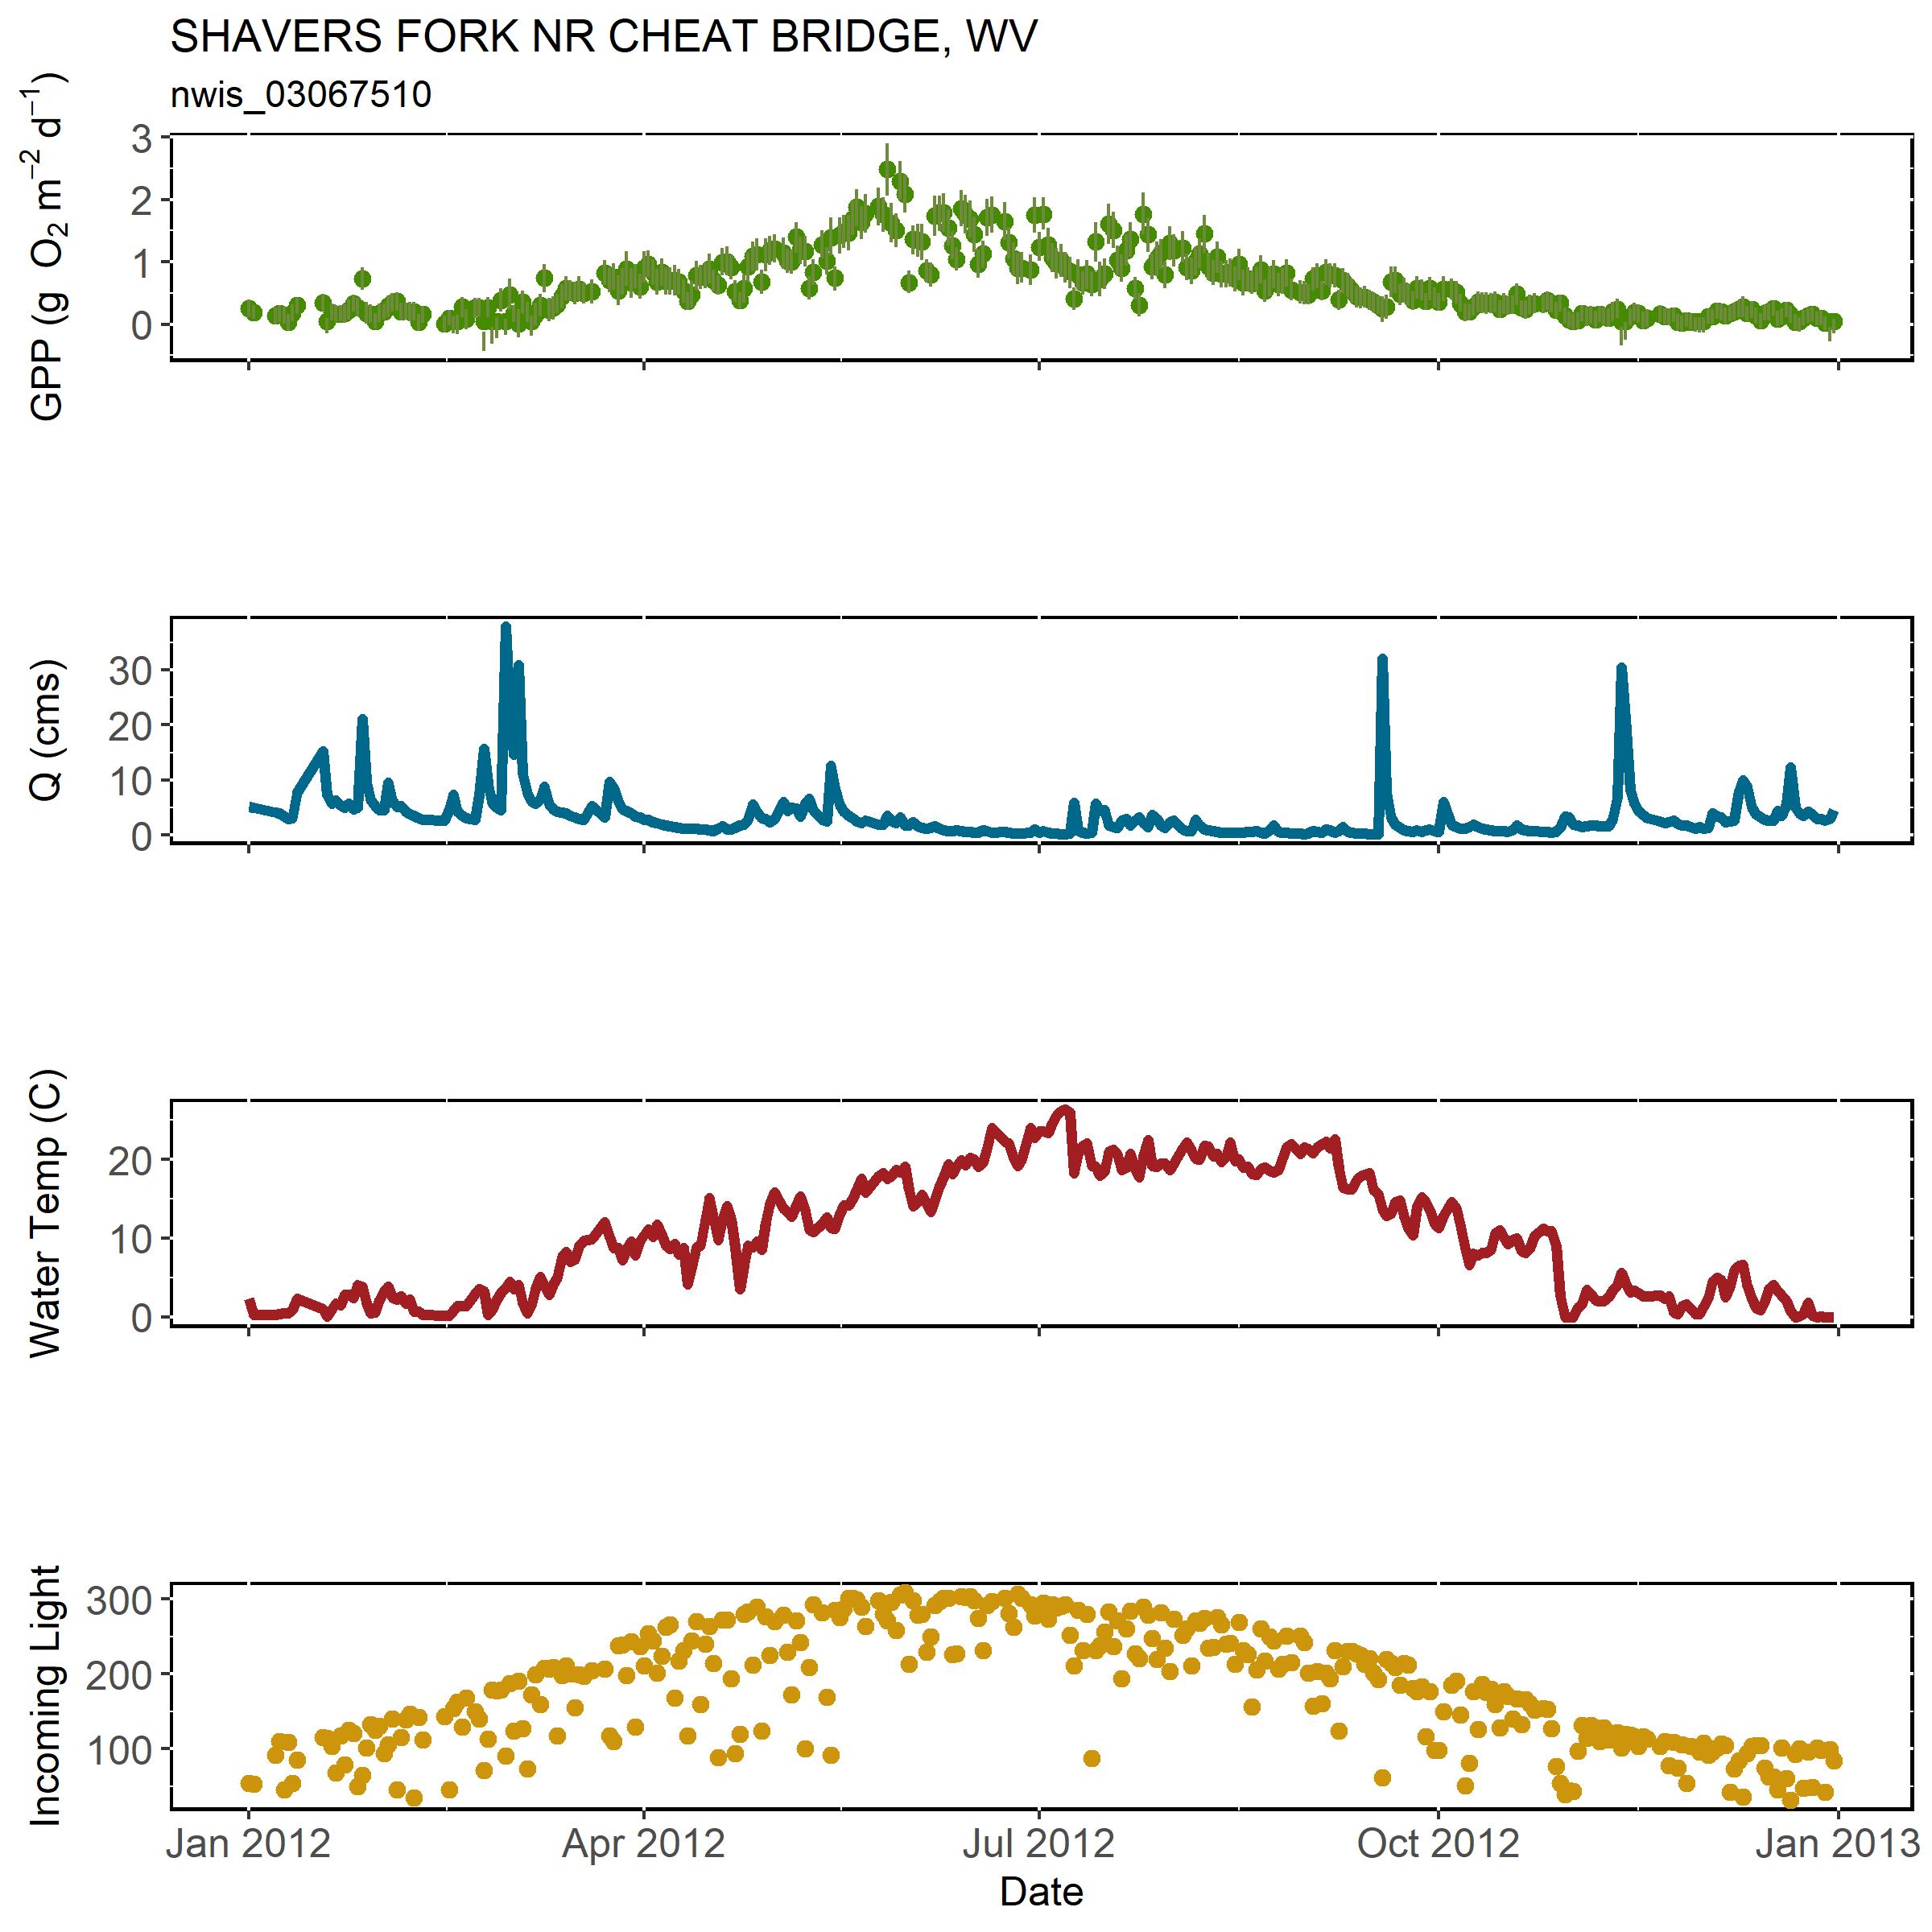 SHAVERS FORK NR CHEAT BRIDGE, WV
nwis_03067510
GPP (g O₂ m⁻² d⁻¹)
3
2
1
0
Q (cms)
30
20
10
0
Water Temp (C)
20
10
0
Incoming Light
300
200
100
Jan 2012 Apr 2012 Jul 2012 Oct 2012 Jan 2013
Date